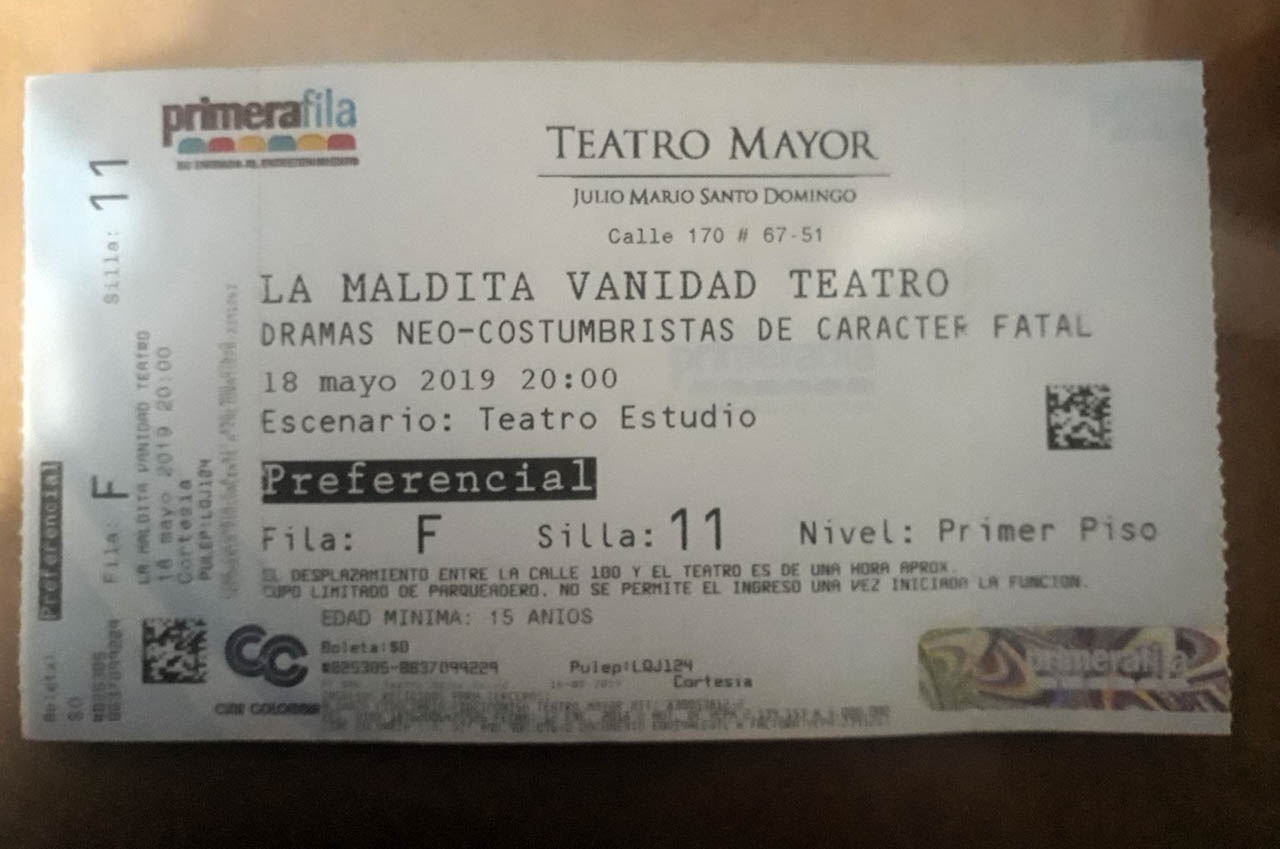 primerafila
TEATRO MAYOR
JULIO MARIO SANTO DOMINGO
Calle 170 # 67-51
LA MALDITA VANIDAD TEATRO
DRAMAS NEO-COSTUMBRISTAS DE CARACTER FATAL
18 mayo 2019 20:00
Escenario: Teatro Estudio
Preferencial
Fila: F Silla: 11 Nivel: Primer Piso
EL DESPLAZAMIENTO ENTRE LA CALLE 100 Y EL TEATRO ES DE UNA HORA APROX.
CUPO LIMITADO DE PARQUEADERO. NO SE PERMITE EL INGRESO UNA VEZ INICIADA LA FUNCION.
EDAD MINIMA: 15 ANIOS
Boleta:$0
Pulep:LQJ124
Cortesia
CINE COLOMBIA
primerafila
Preferencial
Fila: F Silla: 11
LA MALDITA VANIDAD TEATRO
18 mayo 2019 20:00
Cortesia
PULEP:LQJ124
Boleta:
$0